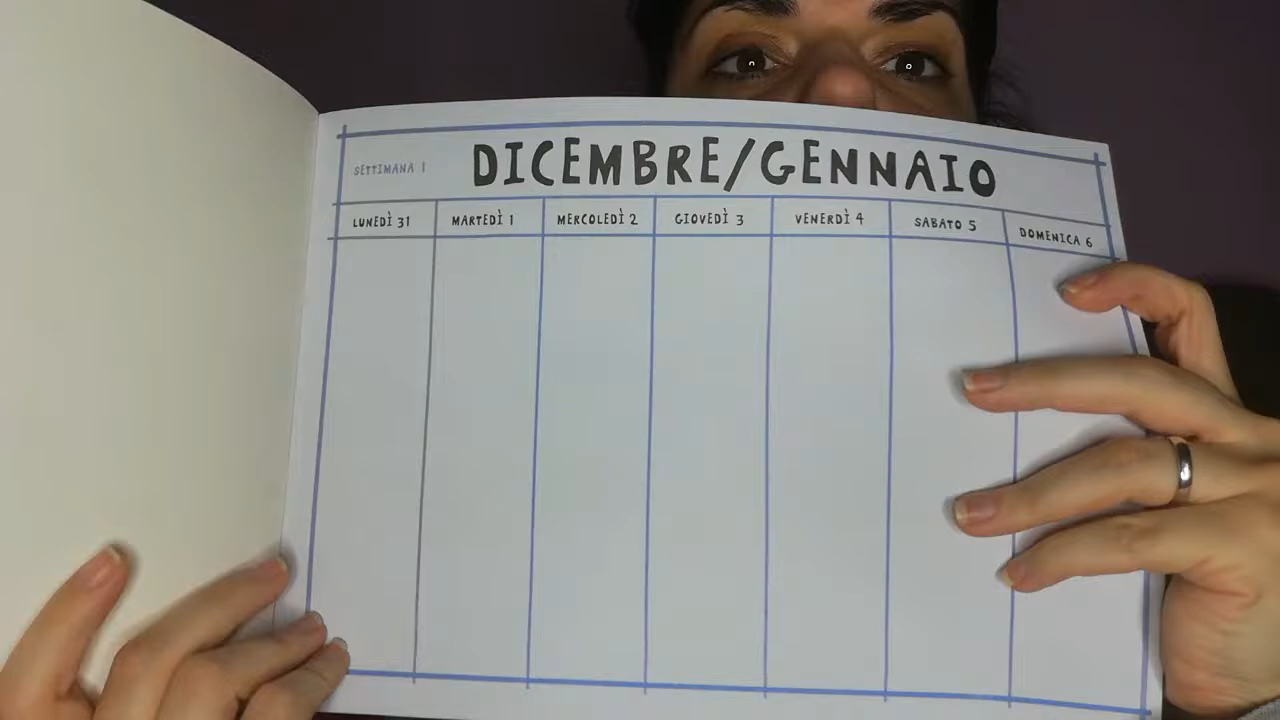 SETTIMANA 1
DICEMBRE/GENNAIO
LUNEDÌ 31
MARTEDÌ 1
MERCOLEDÌ 2
GIOVEDÌ 3
VENERDÌ 4
SABATO 5
DOMENICA 6